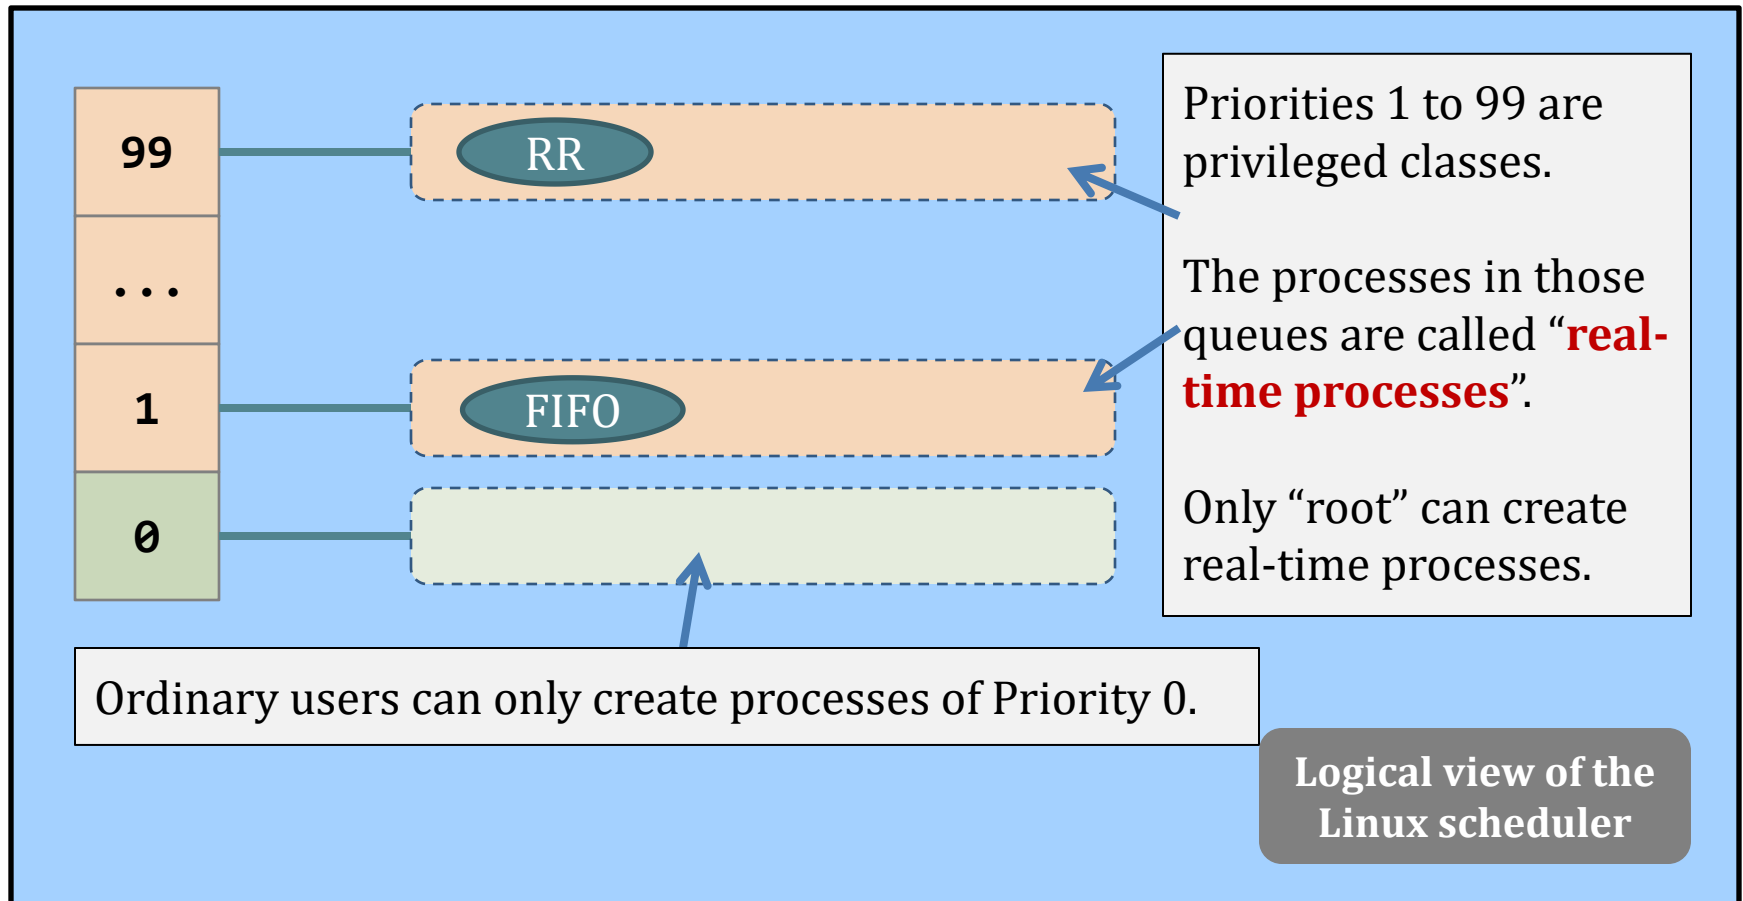 99
RR
...
1
FIFO
0
Priorities 1 to 99 are
privileged classes.
The processes in those
queues are called “real-
time processes”.
Only “root” can create
real-time processes.
Ordinary users can only create processes of Priority 0.
Logical view of the
Linux scheduler